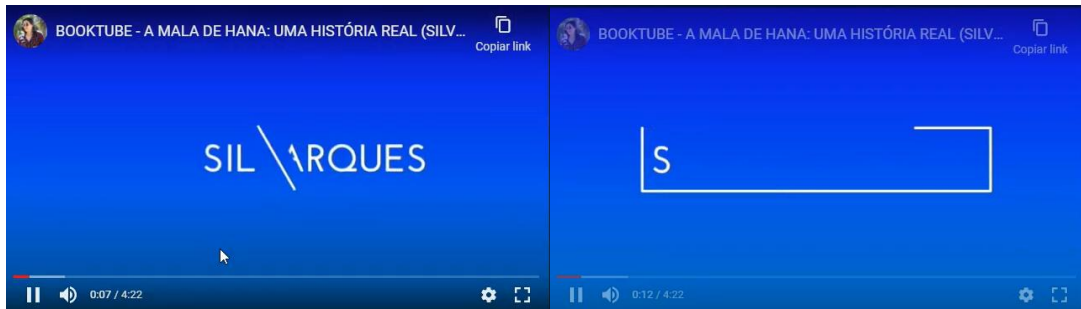 BOOKTUBE - A MALA DE HANA: UMA HISTÓRIA REAL (SILV...
Copiar link
SIL ARQUES
0:07 / 4:22
BOOKTUBE - A MALA DE HANA: UMA HISTÓRIA REAL (SILV...
Copiar link
S
0:12 / 4:22